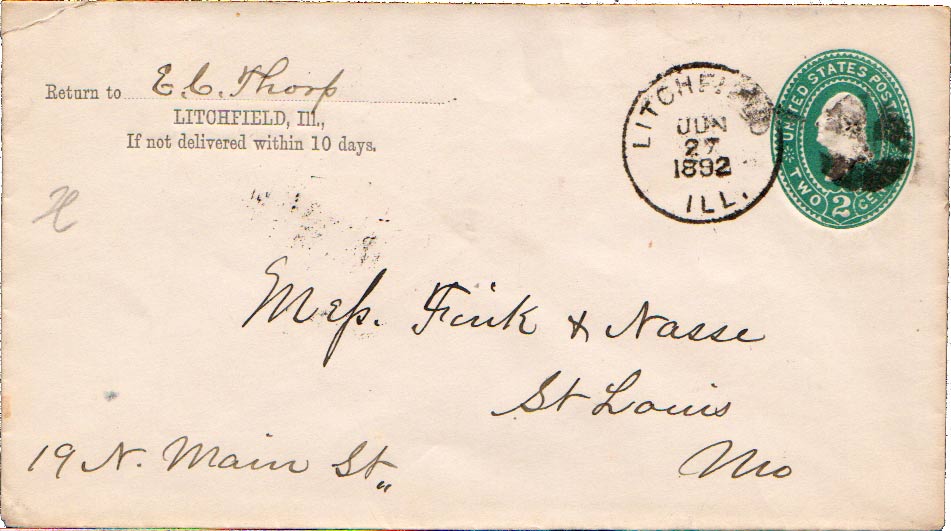 Return to E. C. Thorp
LITCHFIELD, Ill.,
If not delivered within 10 days.
LITCHFIELD
JUN
27
1892
ILL.
UNITED STATES POSTAGE
TWO 2 CENTS
Mess. Fink & Nasse
St Louis
Mo
19 N. Main St.,